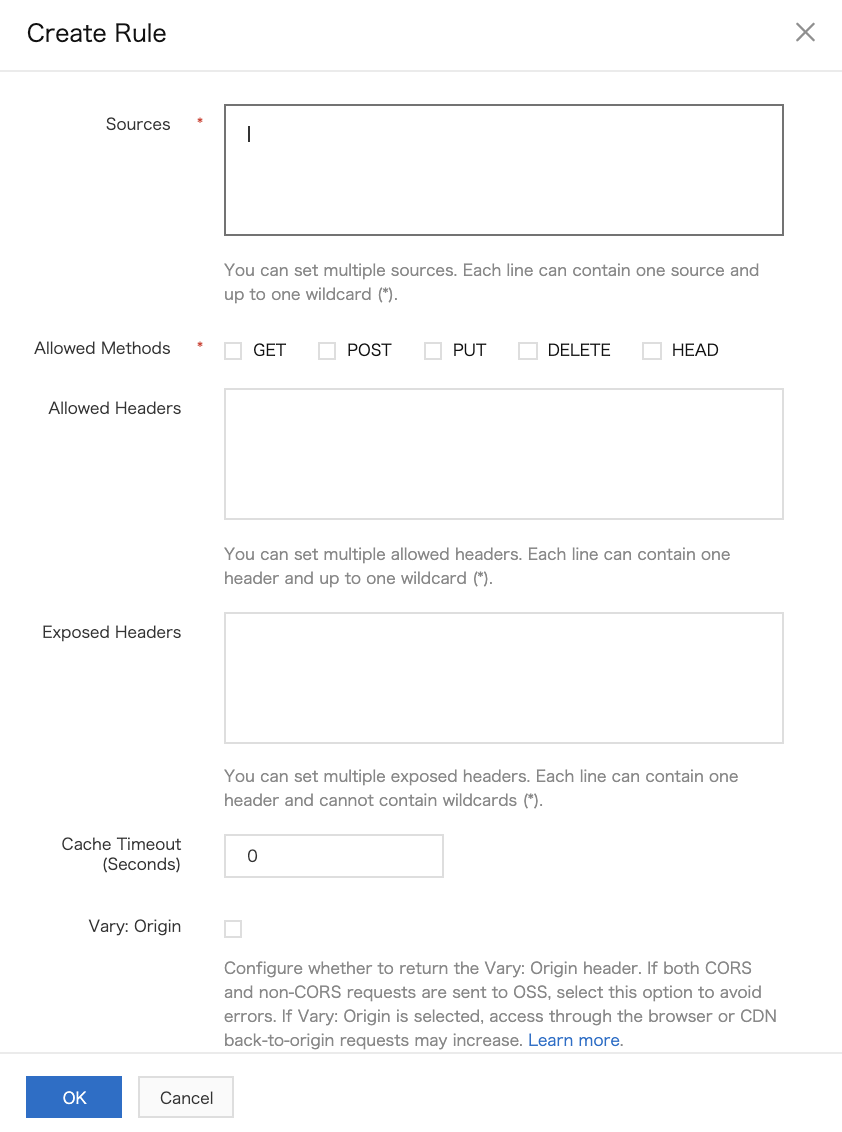 Create Rule
Sources *
You can set multiple sources. Each line can contain one source and
up to one wildcard (*).
Allowed Methods * GET POST PUT DELETE HEAD
Allowed Headers
You can set multiple allowed headers. Each line can contain one
header and up to one wildcard (*).
Exposed Headers
You can set multiple exposed headers. Each line can contain one
header and cannot contain wildcards (*).
Cache Timeout
(Seconds)
0
Vary: Origin
Configure whether to return the Vary: Origin header. If both CORS
and non-CORS requests are sent to OSS, select this option to avoid
errors. If Vary: Origin is selected, access through the browser or CDN
back-to-origin requests may increase. Learn more.
OK Cancel